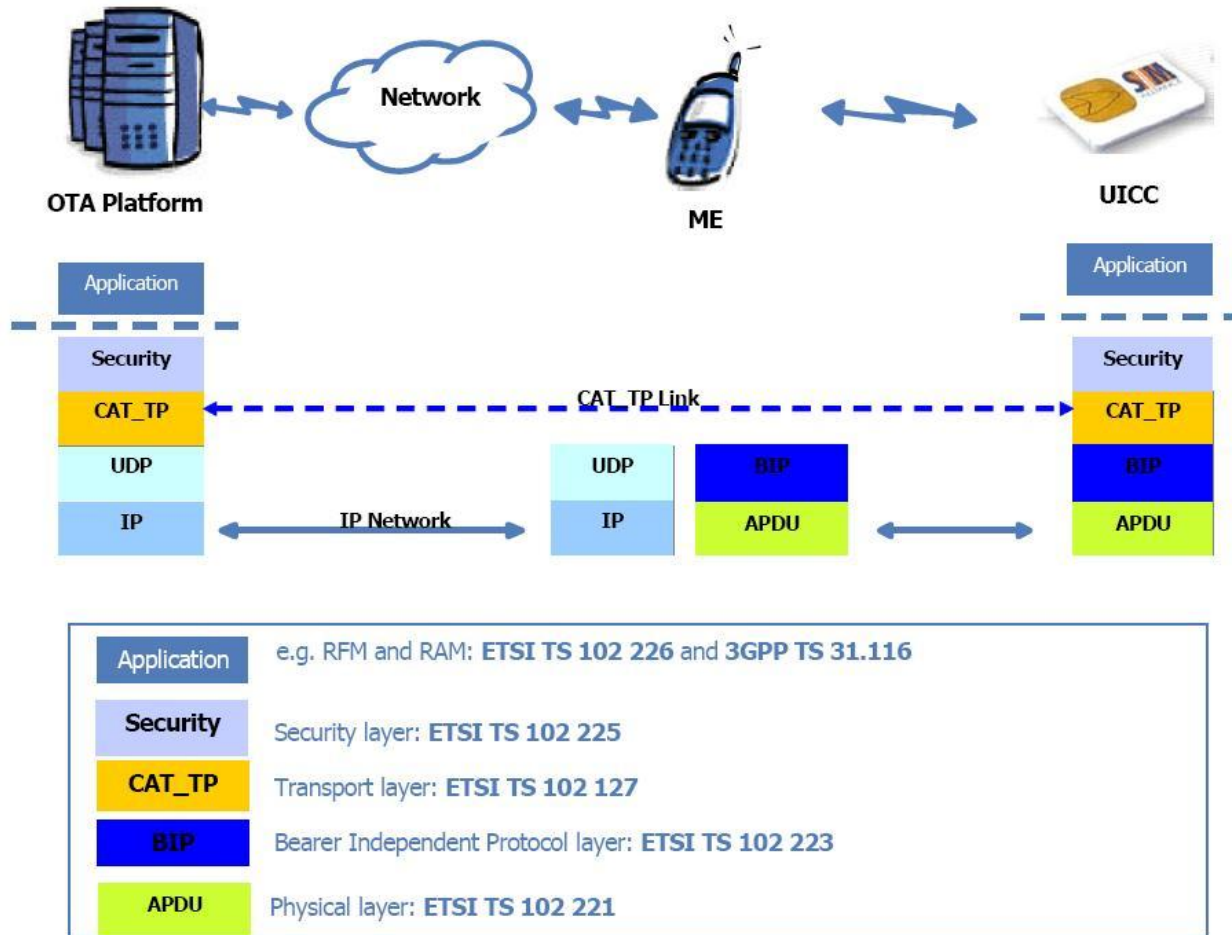 Network
SIM
ALLIANCE
OTA Platform
ME
UICC
Application
Application
Security
Security
CAT_TP
CAT_TP Link
CAT_TP
UDP
UDP
BIP
BIP
IP
IP Network
IP
APDU
APDU
Application
e.g. RFM and RAM: ETSI TS 102 226 and 3GPP TS 31.116
Security
Security layer: ETSI TS 102 225
CAT_TP
Transport layer: ETSI TS 102 127
BIP
Bearer Independent Protocol layer: ETSI TS 102 223
APDU
Physical layer: ETSI TS 102 221